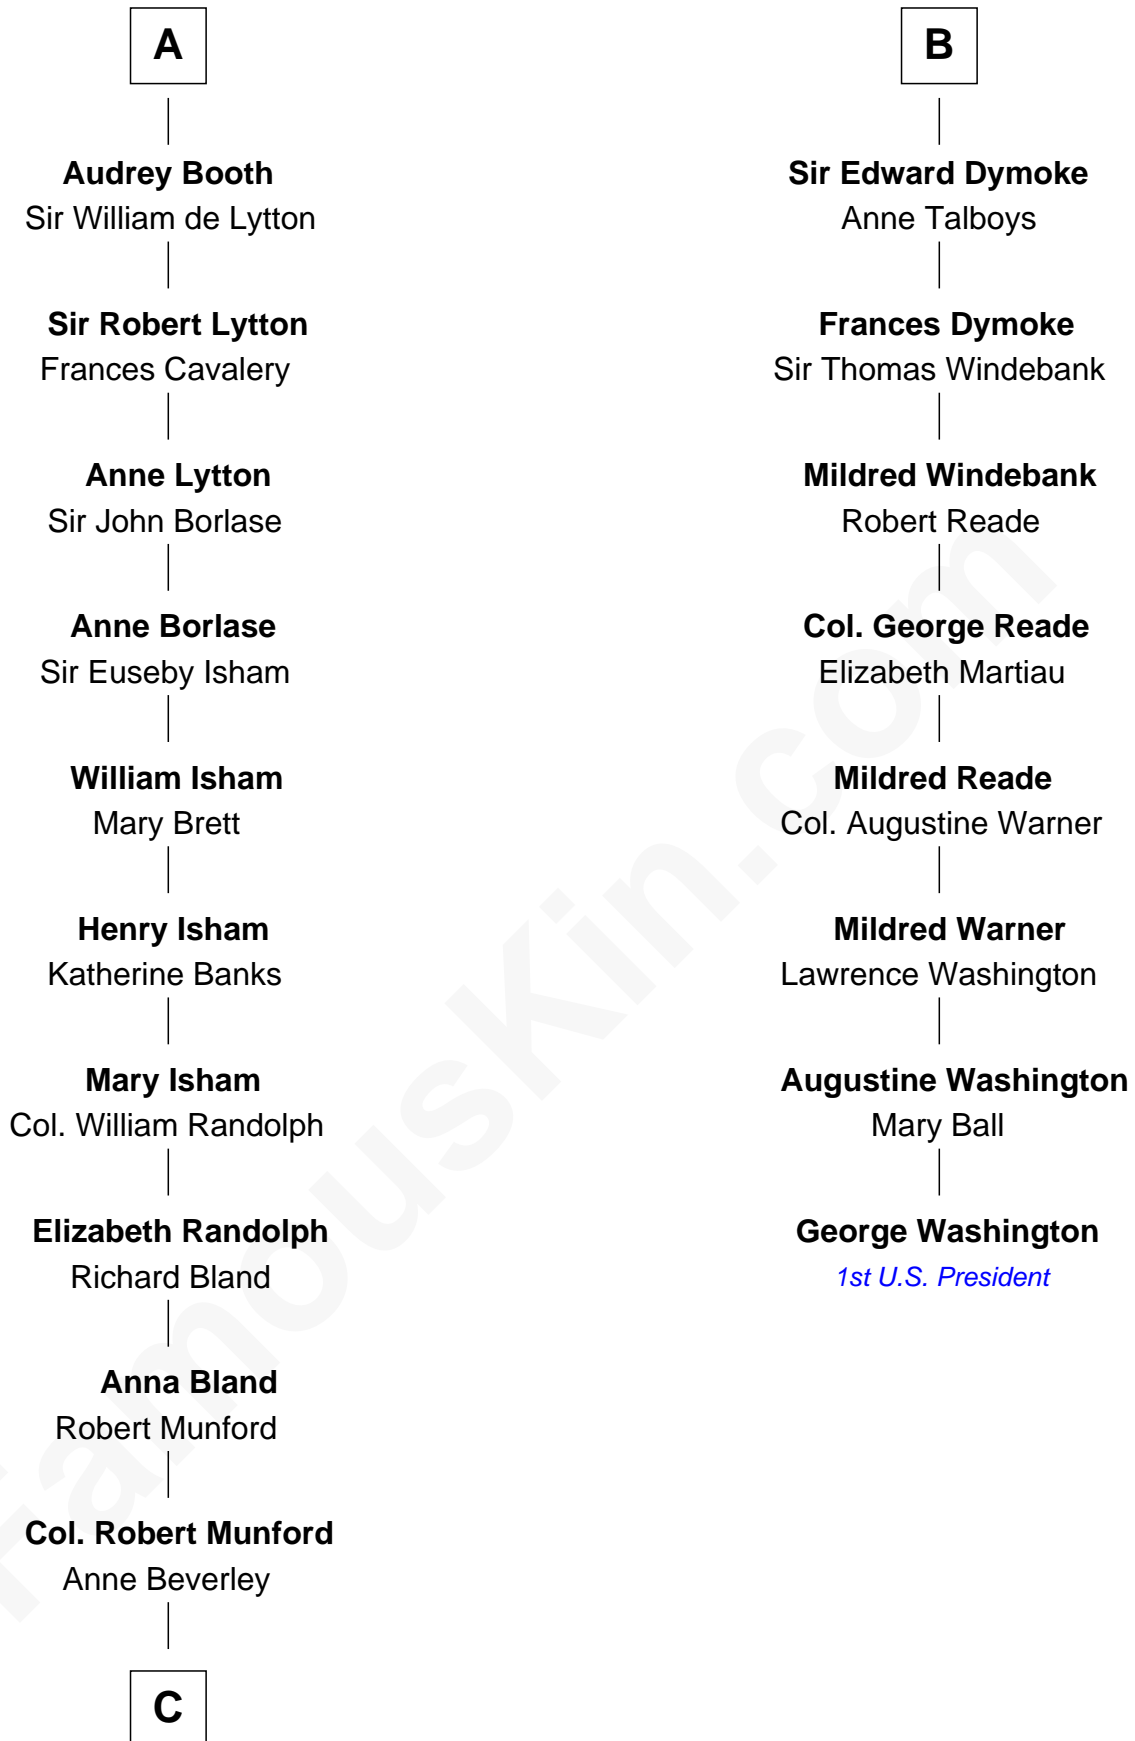 A
Audrey Booth
Sir William de Lytton
Sir Robert Lytton
Frances Cavalery
Anne Lytton
Sir John Borlase
Anne Borlase
Sir Euseby Isham
William Isham
Mary Brett
Henry Isham
Katherine Banks
Mary Isham
Col. William Randolph
Elizabeth Randolph
Richard Bland
Anna Bland
Robert Munford
Col. Robert Munford
Anne Beverley
C
B
Sir Edward Dymoke
Anne Talboys
Frances Dymoke
Sir Thomas Windebank
Mildred Windebank
Robert Reade
Col. George Reade
Elizabeth Martiau
Mildred Reade
Col. Augustine Warner
Mildred Warner
Lawrence Washington
Augustine Washington
Mary Ball
George Washington
1st U.S. President
FamousKin.com